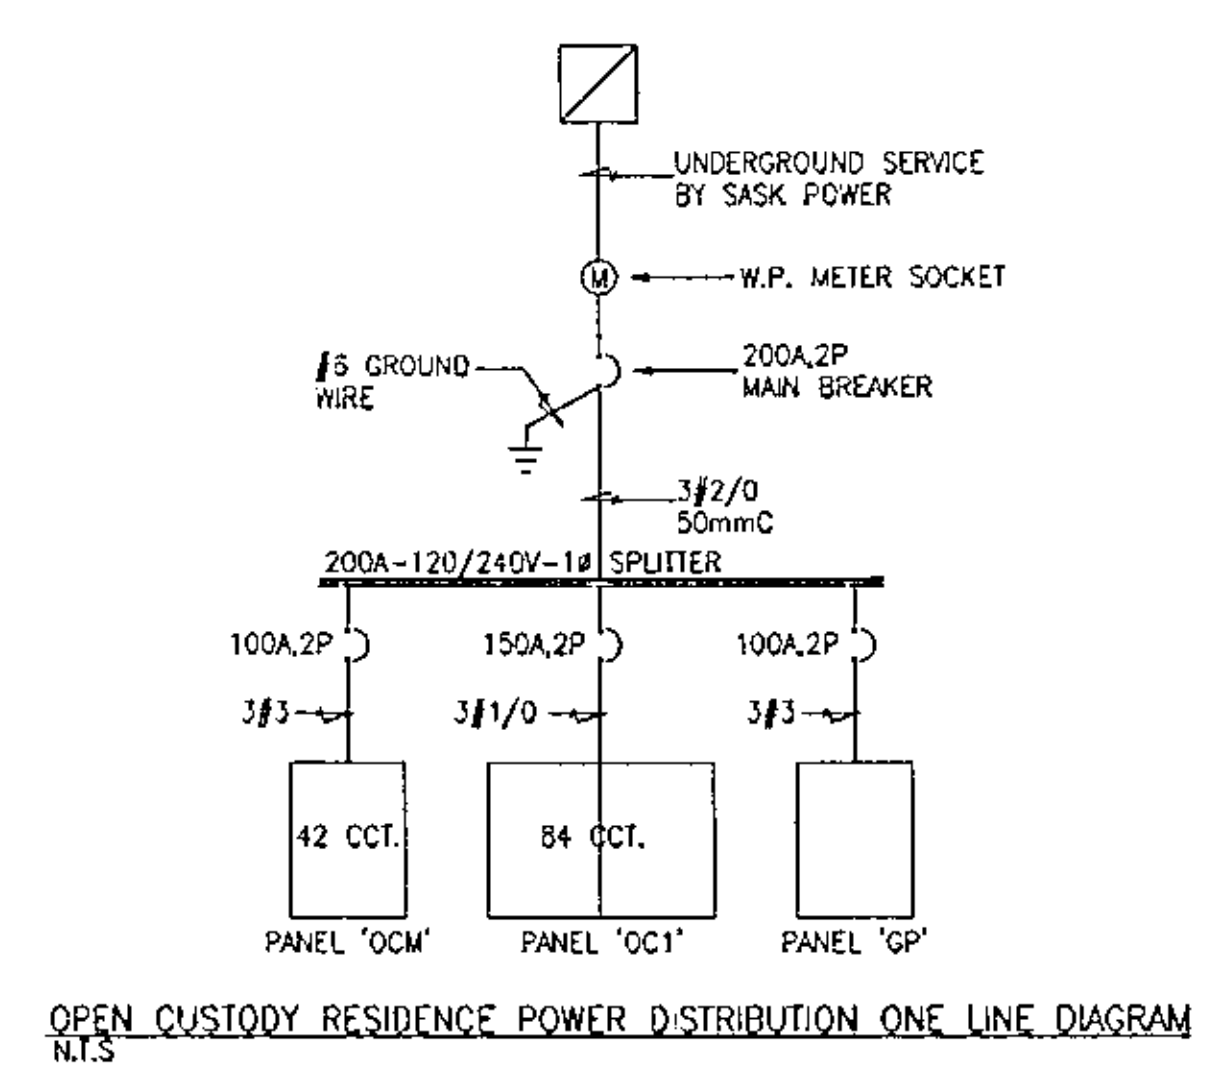 UNDERGROUND SERVICE
BY SASK POWER
M
W.P. METER SOCKET
#6 GROUND
WIRE
200A,2P
MAIN BREAKER
3#2/0
50mmC
200A-120/240V-1ø SPLITTER
100A,2P
150A,2P
100A,2P
3#3
3#1/0
3#3
42 CCT.
84 CCT.
PANEL 'OCM'
PANEL 'OC1'
PANEL 'GP'
OPEN CUSTODY RESIDENCE POWER DISTRIBUTION ONE LINE DIAGRAM
N.T.S